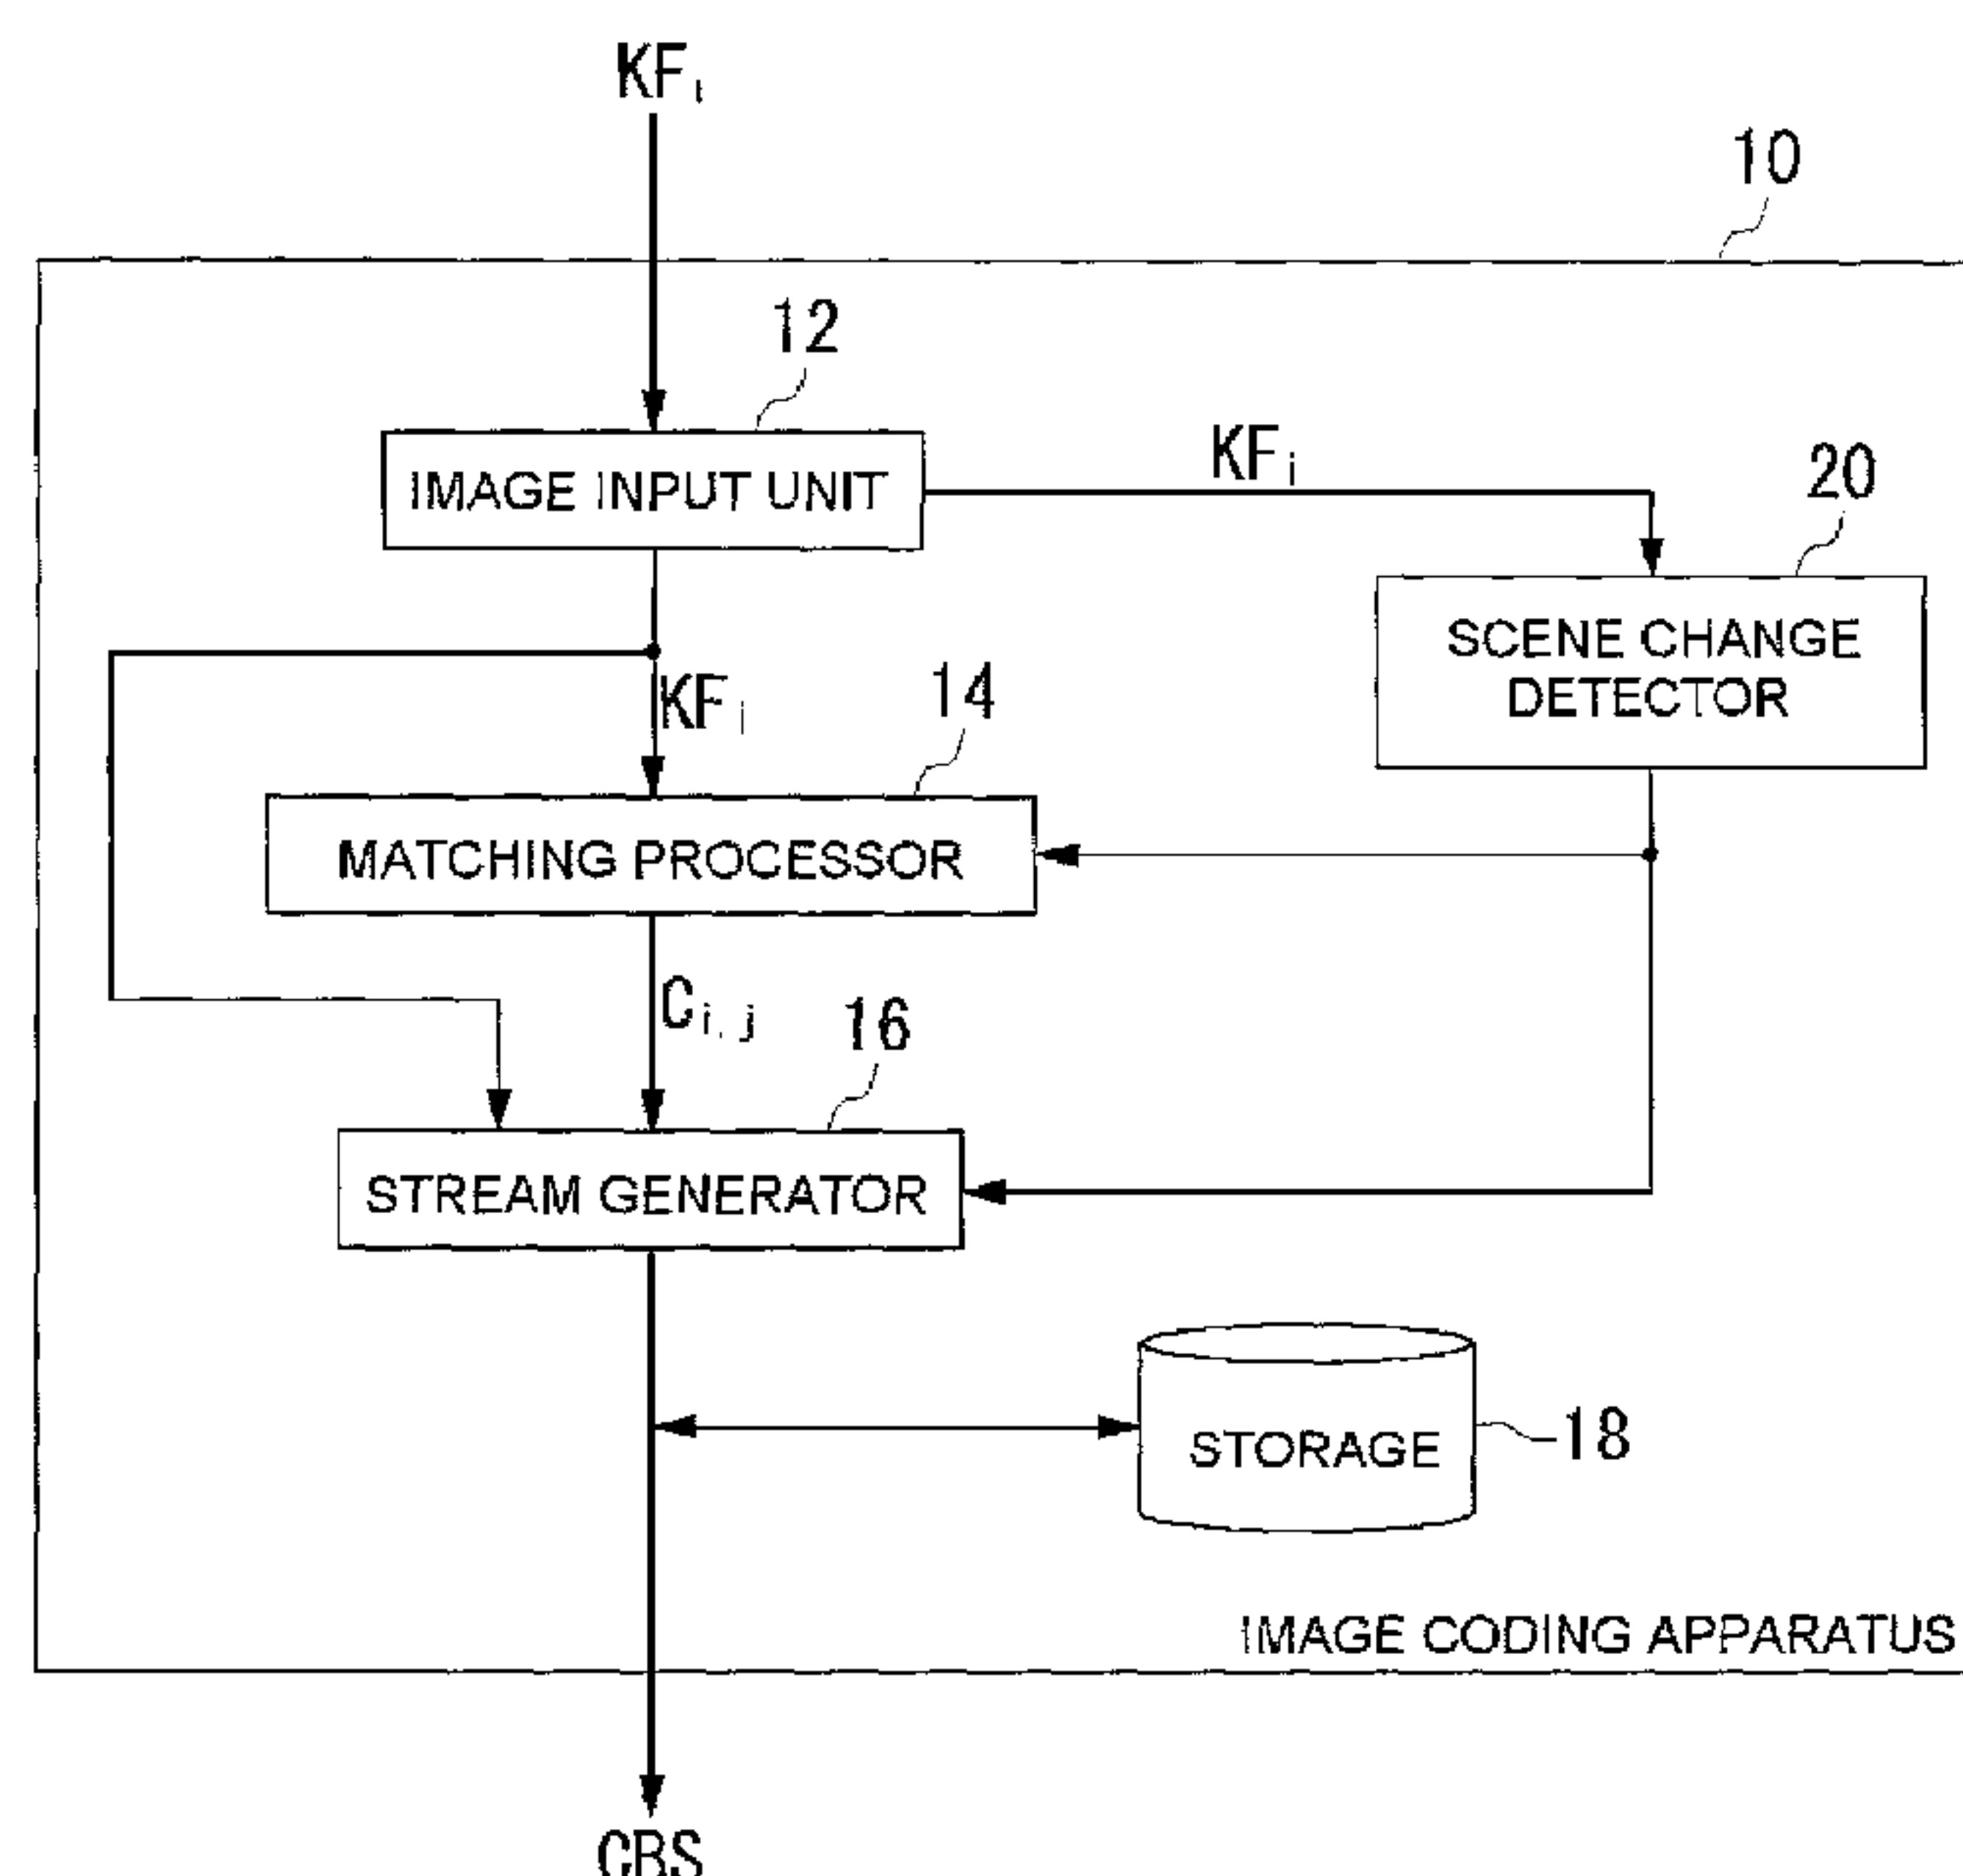 KFi
10
12
IMAGE INPUT UNIT
KFi
20
SCENE CHANGE
DETECTOR
KFi
14
MATCHING PROCESSOR
Ci, j
16
STREAM GENERATOR
STORAGE
18
IMAGE CODING APPARATUS
CBS